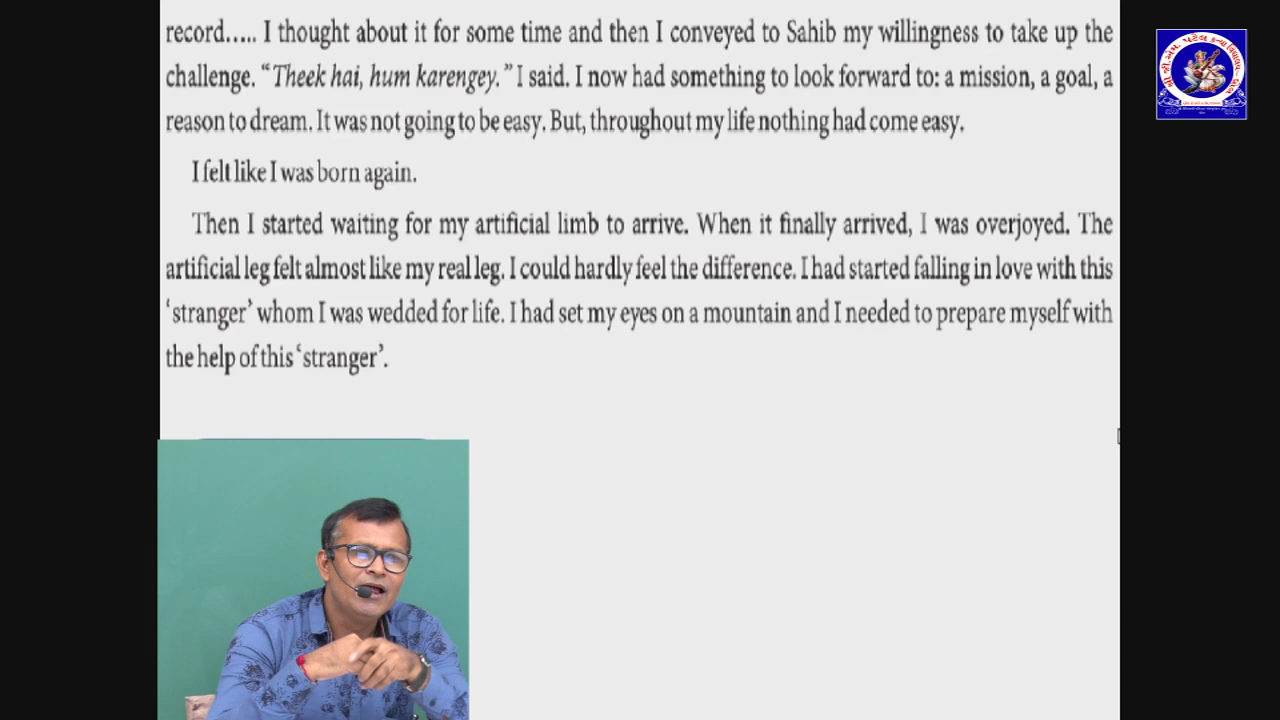 record..... I thought about it for some time and then I conveyed to Sahib my willingness to take up the
challenge. “Theek hai, hum karengey.” I said. I now had something to look forward to: a mission, a goal, a
reason to dream. It was not going to be easy. But, throughout my life nothing had come easy.
I felt like I was born again.
Then I started waiting for my artificial limb to arrive. When it finally arrived, I was overjoyed. The
artificial leg felt almost like my real leg. I could hardly feel the difference. I had started falling in love with this
‘stranger’ whom I was wedded for life. I had set my eyes on a mountain and I needed to prepare myself with
the help of this ‘stranger’.